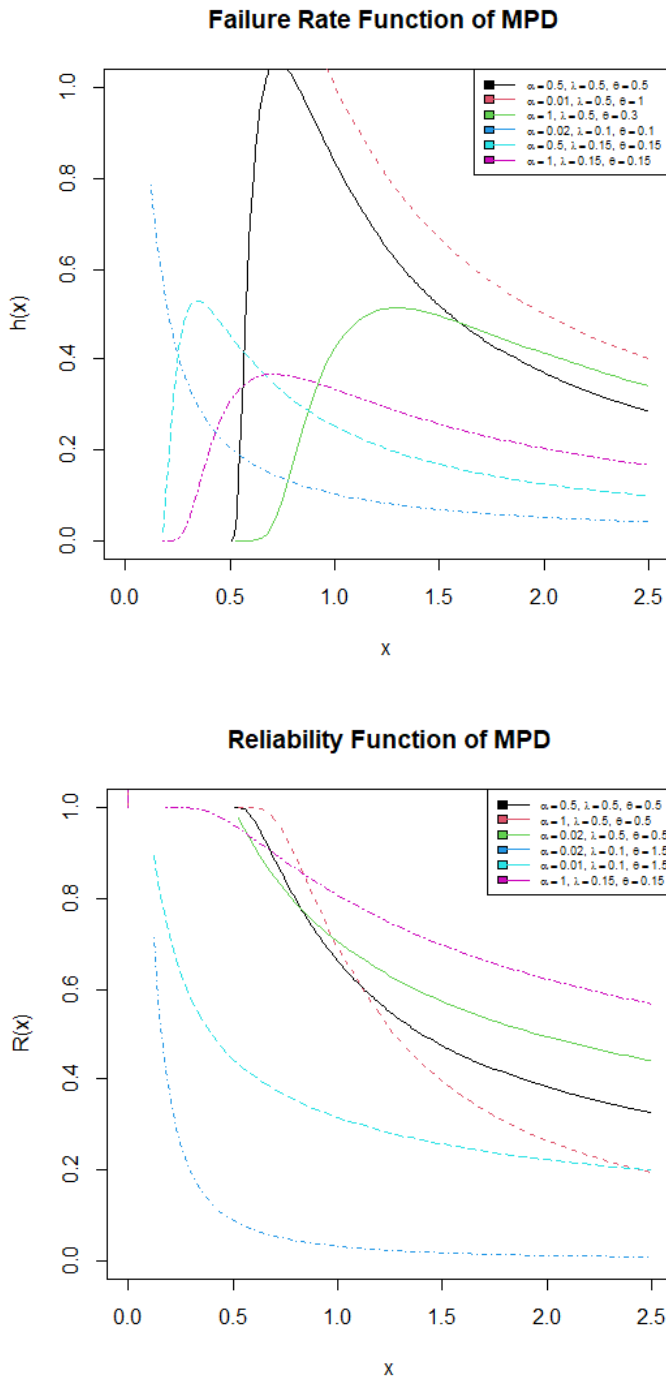 Failure Rate Function of MPD
α=0.5, λ=0.5, θ=0.5
α=0.01, λ=0.5, θ=1
α=1, λ=0.5, θ=0.3
α=0.02, λ=0.1, θ=0.1
α=0.5, λ=0.15, θ=0.15
α=1, λ=0.15, θ=0.15
1.0
0.8
0.6
0.4
0.2
0.0
h(x)
0.0 0.5 1.0 1.5 2.0 2.5
x
Reliability Function of MPD
α=0.5, λ=0.5, θ=0.5
α=1, λ=0.5, θ=0.5
α=0.02, λ=0.5, θ=0.5
α=0.02, λ=0.1, θ=1.5
α=0.01, λ=0.1, θ=1.5
α=1, λ=0.15, θ=0.15
1.0
0.8
0.6
0.4
0.2
0.0
R(x)
0.0 0.5 1.0 1.5 2.0 2.5
x